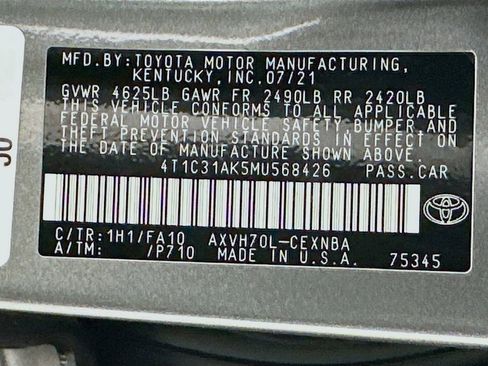 MFD.BY:TOYOTA MOTOR MANUFACTURING,
KENTUCKY,INC.07/21
GVWR 4625LB GAWR FR 2490LB RR 2420LB
THIS VEHICLE CONFORMS TO ALL APPLICABLE
FEDERAL MOTOR VEHICLE SAFETY,BUMPER,AND
THEFT PREVENTION STANDARDS IN EFFECT ON
THE DATE OF MANUFACTURE SHOWN ABOVE.
4T1C31AK5MU568426 PASS.CAR
C/TR:1H1/FA10 AXVH70L-CEXNBA
A/TM: /P710 MADE IN U.S.A. 75345